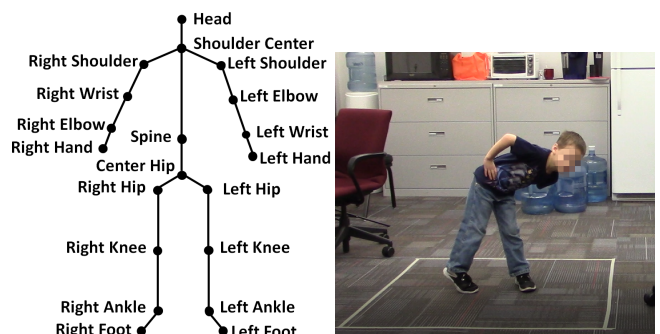 Head
Shoulder Center
Right Shoulder
Left Shoulder
Right Wrist
Left Elbow
Right Elbow
Left Wrist
Spine
Right Hand
Left Hand
Center Hip
Right Hip
Left Hip
Right Knee
Left Knee
Right Ankle
Left Ankle
Right Foot
Left Foot